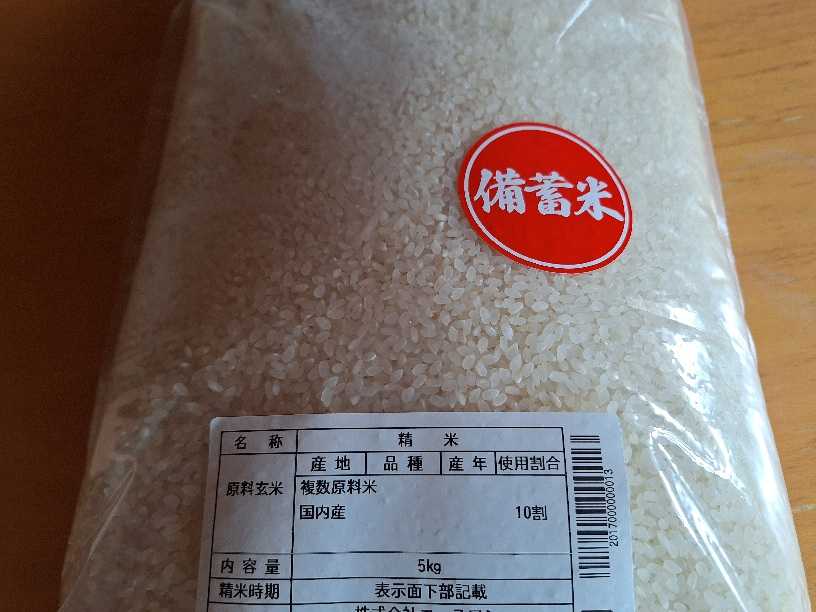 備蓄米
名 称 精 米
産 地 品 種 産 年 使用割合
原料玄米 複数原料米
国内産 10割
内 容 量 5kg
精米時期 表示面下部記載
2017000000013